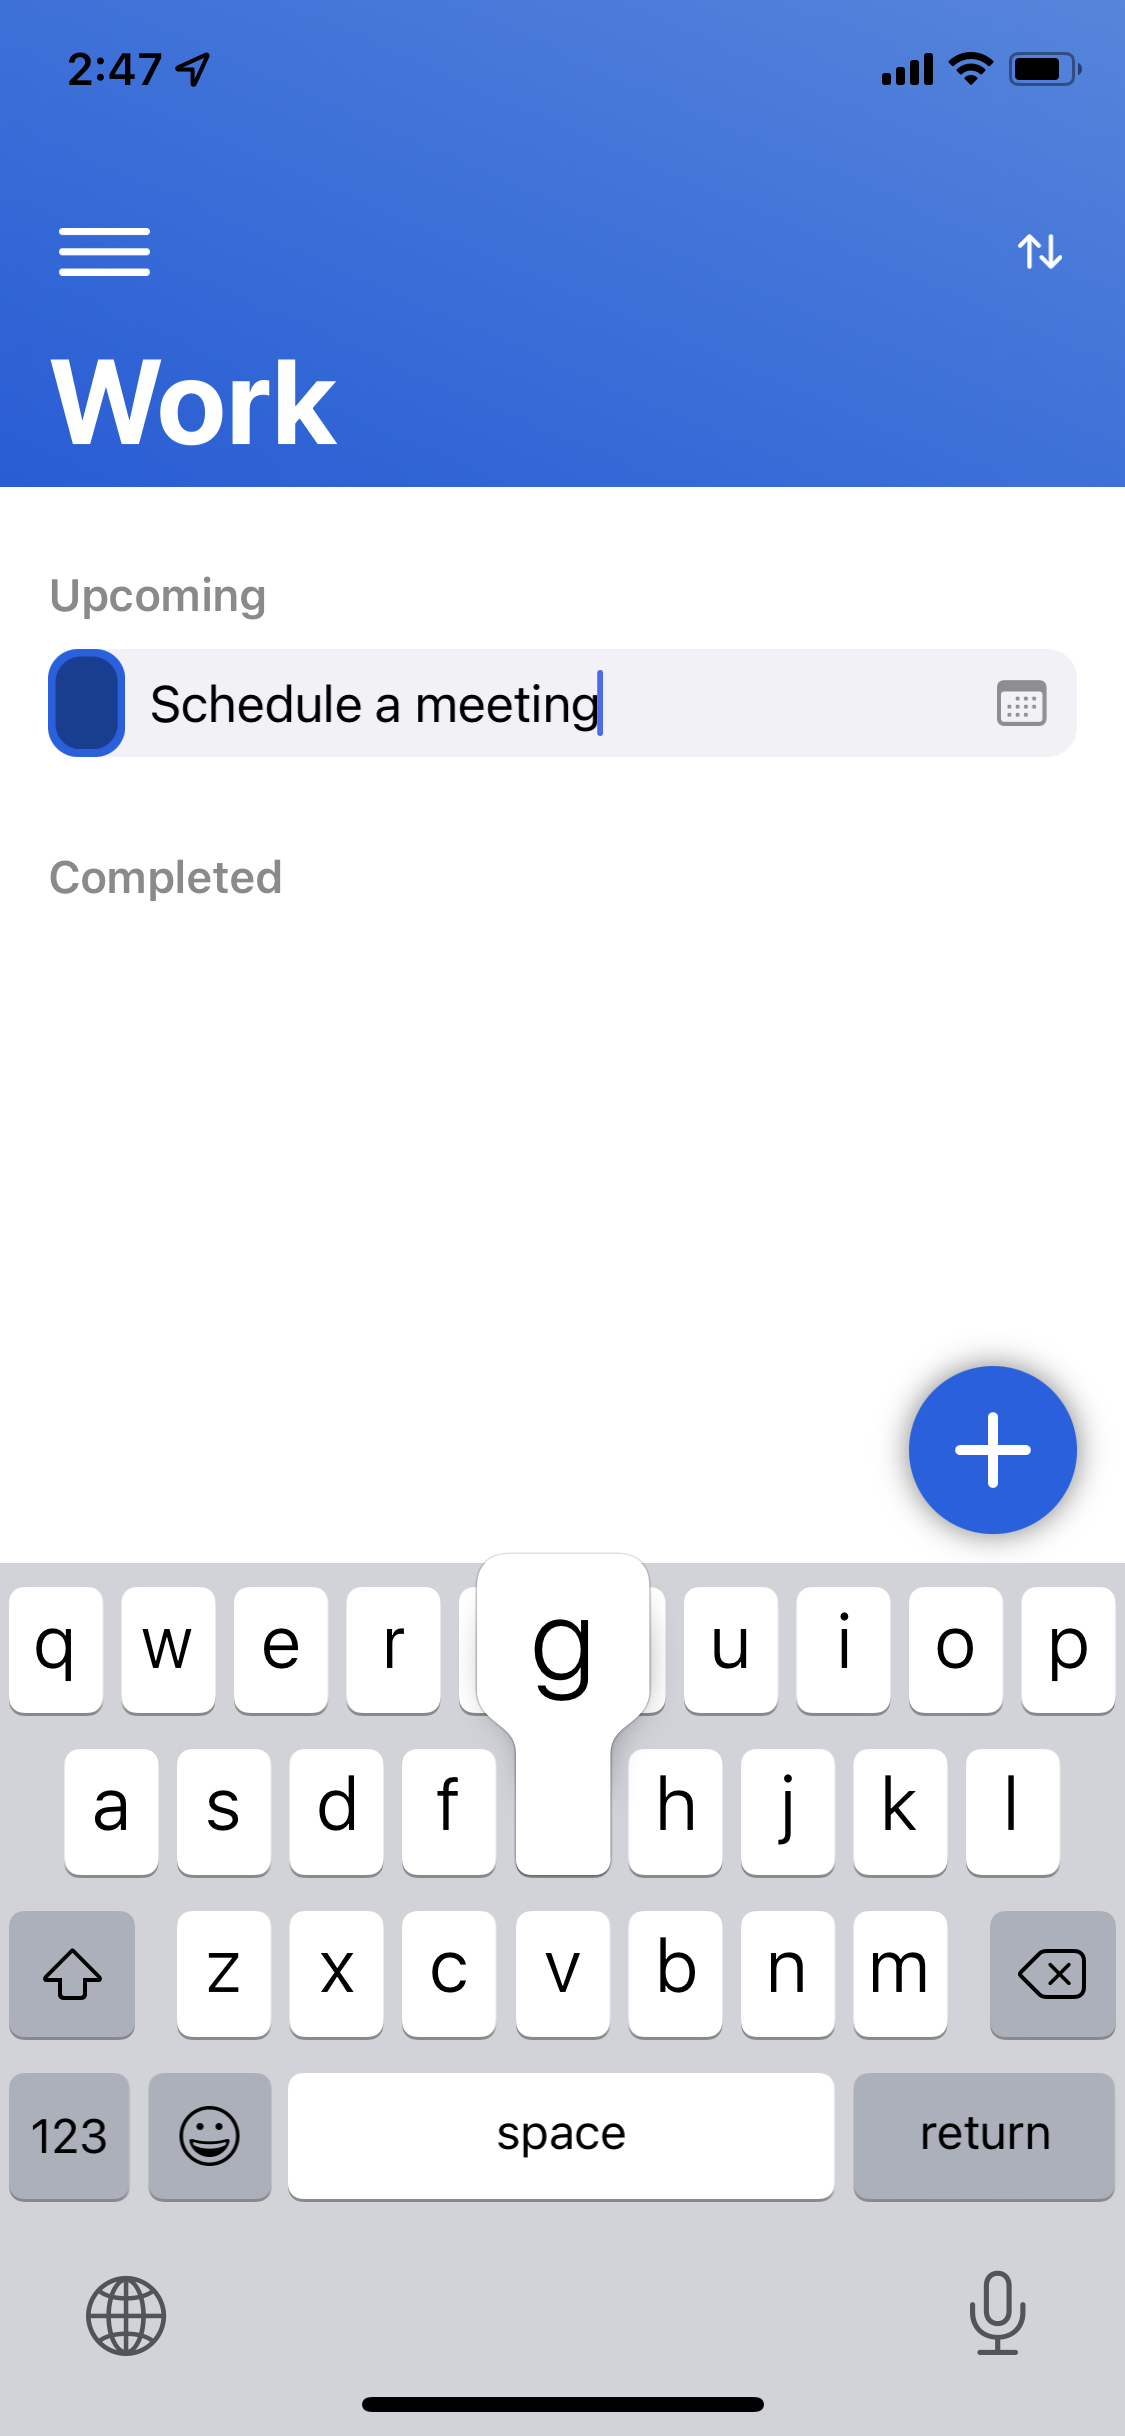 2:47
Work
Upcoming
Schedule a meeting
Completed
q w e r g u i o p
a s d f h j k l
z x c v b n m
123 space return